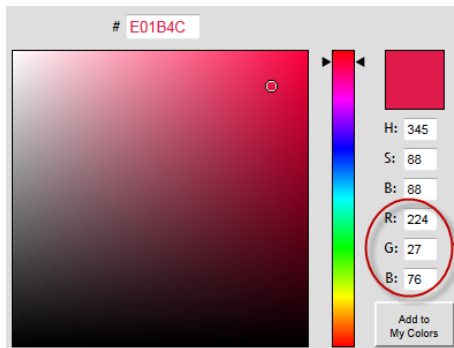 # E01B4C
H: 345
S: 88
B: 88
R: 224
G: 27
B: 76
Add to
My Colors